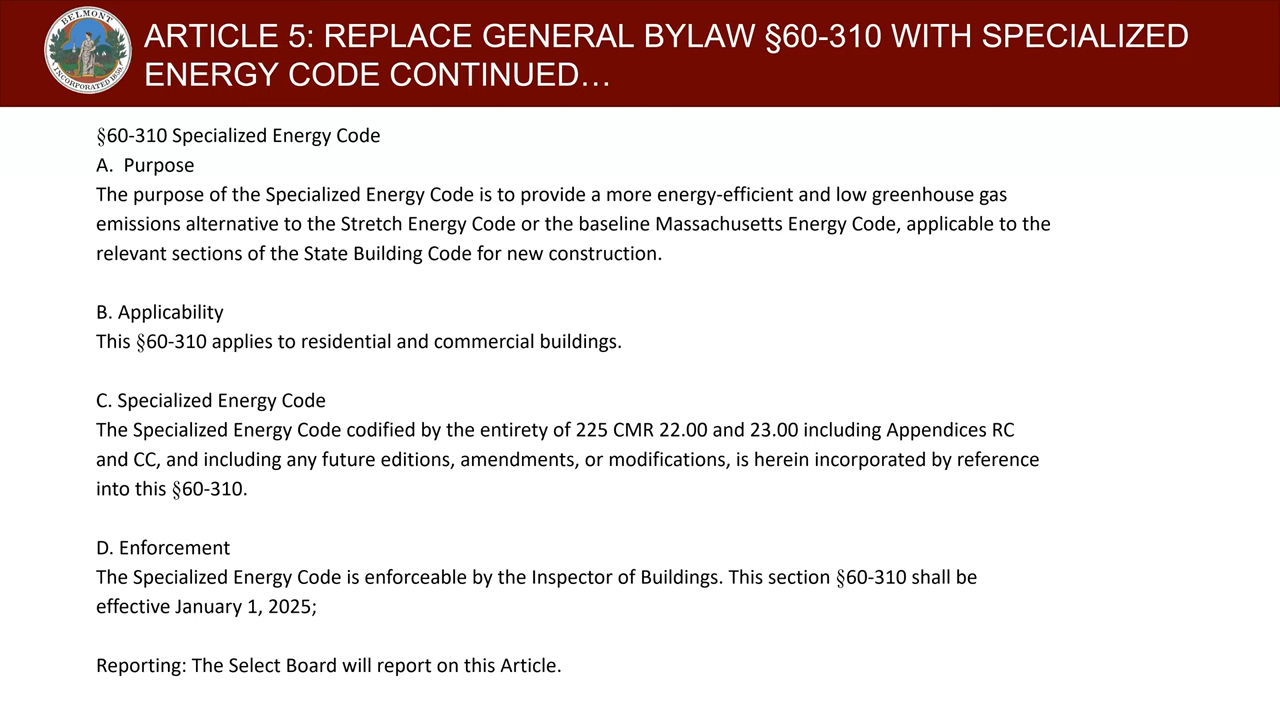 BELMONT
INCORPORATED 1859
ARTICLE 5: REPLACE GENERAL BYLAW §60-310 WITH SPECIALIZED
ENERGY CODE CONTINUED…
§60-310 Specialized Energy Code
A.  Purpose
The purpose of the Specialized Energy Code is to provide a more energy-efficient and low greenhouse gas
emissions alternative to the Stretch Energy Code or the baseline Massachusetts Energy Code, applicable to the
relevant sections of the State Building Code for new construction.
B. Applicability
This §60-310 applies to residential and commercial buildings.
C. Specialized Energy Code
The Specialized Energy Code codified by the entirety of 225 CMR 22.00 and 23.00 including Appendices RC
and CC, and including any future editions, amendments, or modifications, is herein incorporated by reference
into this §60-310.
D. Enforcement
The Specialized Energy Code is enforceable by the Inspector of Buildings. This section §60-310 shall be
effective January 1, 2025;
Reporting: The Select Board will report on this Article.